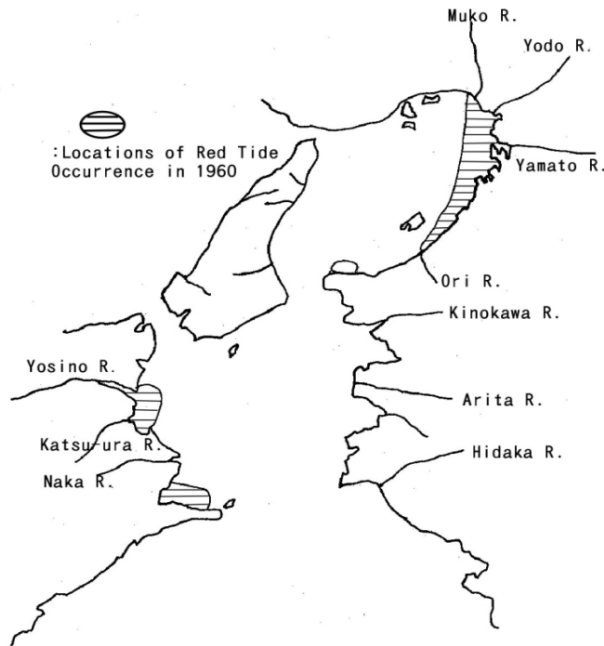 Muko R.
Yodo R.
:Locations of Red Tide
Occurrence in 1960
Yamato R.
Ori R.
Kinokawa R.
Yosino R.
Arita R.
Katsu-ura R.
Hidaka R.
Naka R.